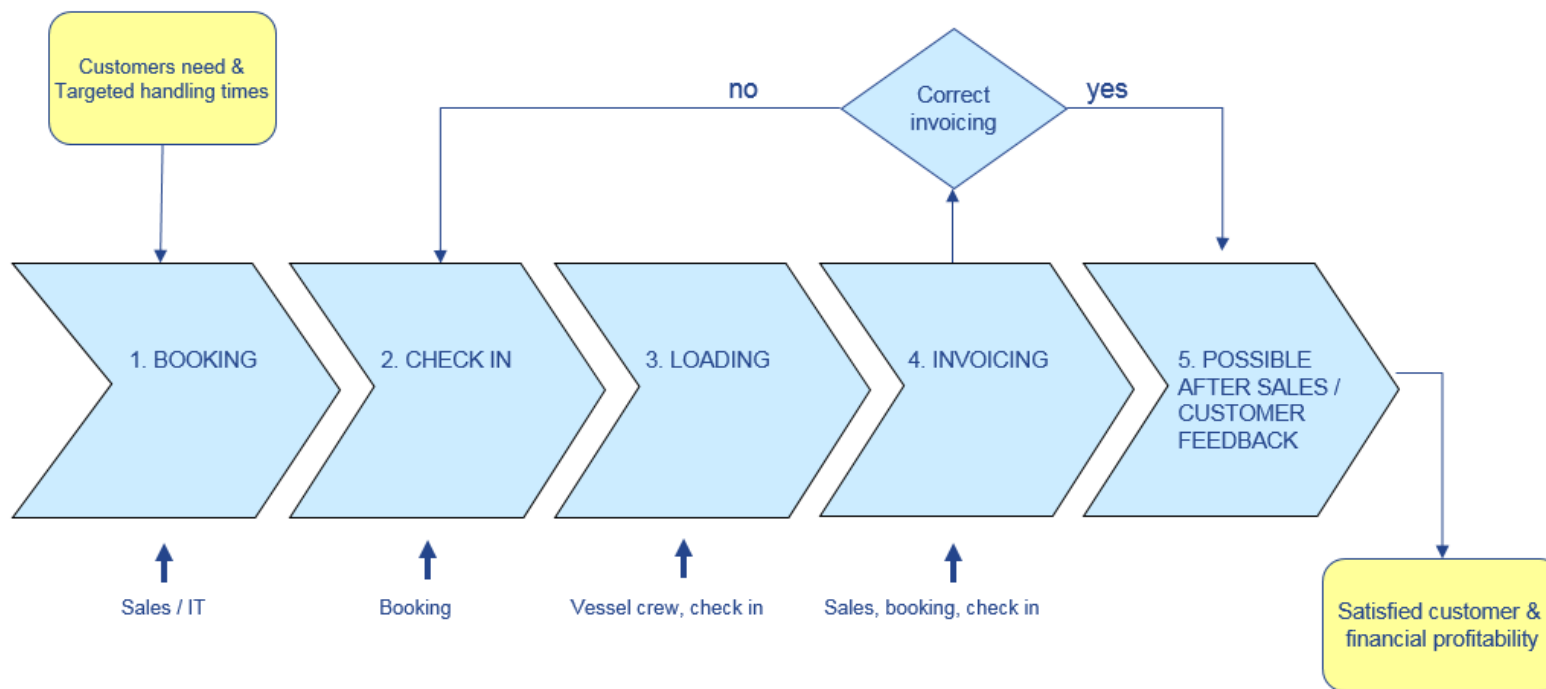 Customers need &
Targeted handling times
no
Correct
invoicing
yes
1. BOOKING
2. CHECK IN
3. LOADING
4. INVOICING
5. POSSIBLE
AFTER SALES /
CUSTOMER
FEEDBACK
Sales / IT
Booking
Vessel crew, check in
Sales, booking, check in
Satisfied customer &
financial profitability